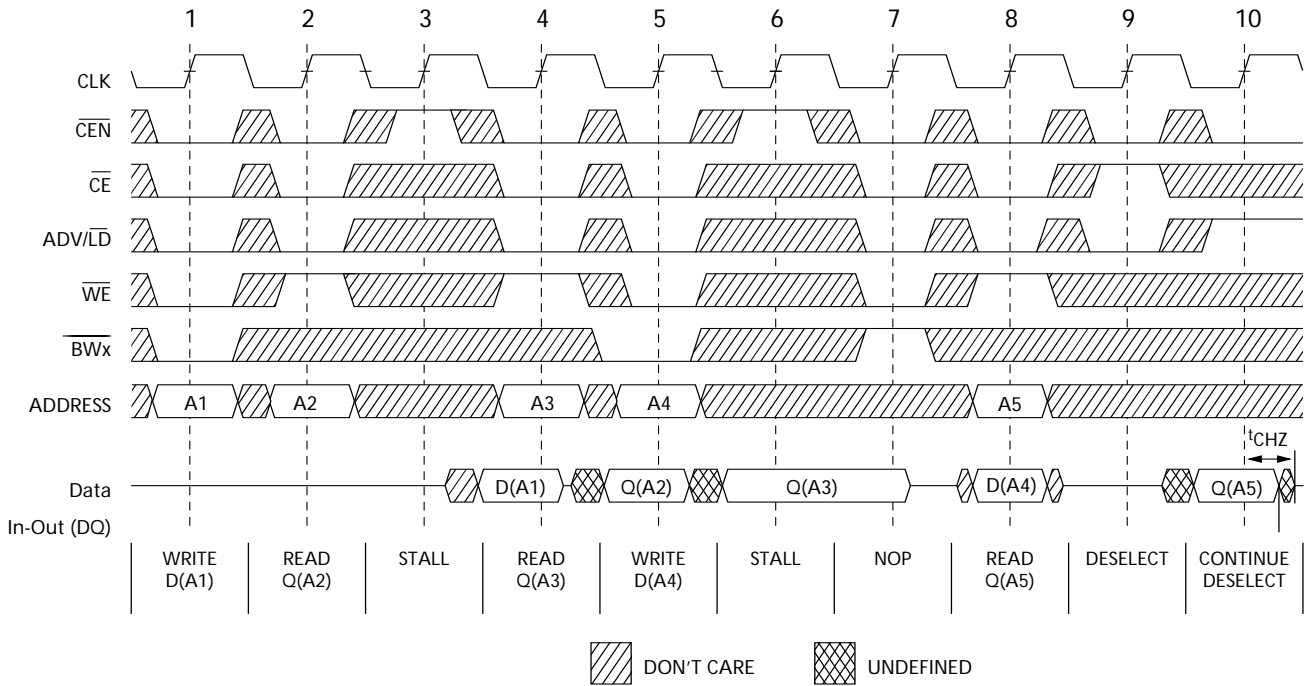 1 2 3 4 5 6 7 8 9 10
CLK
CEN
CE
ADV/LD
WE
BWx
ADDRESS A1 A2 A3 A4 A5
tCHZ
Data D(A1) Q(A2) Q(A3) D(A4) Q(A5)
In-Out (DQ)
WRITE READ STALL READ WRITE STALL NOP READ DESELECT CONTINUE
D(A1) Q(A2) Q(A3) D(A4) Q(A5) DESELECT
DON'T CARE UNDEFINED